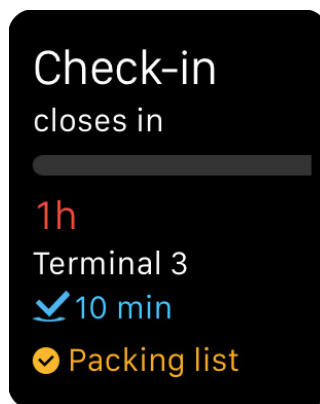 Check-in
closes in
1h
Terminal 3
10 min
Packing list